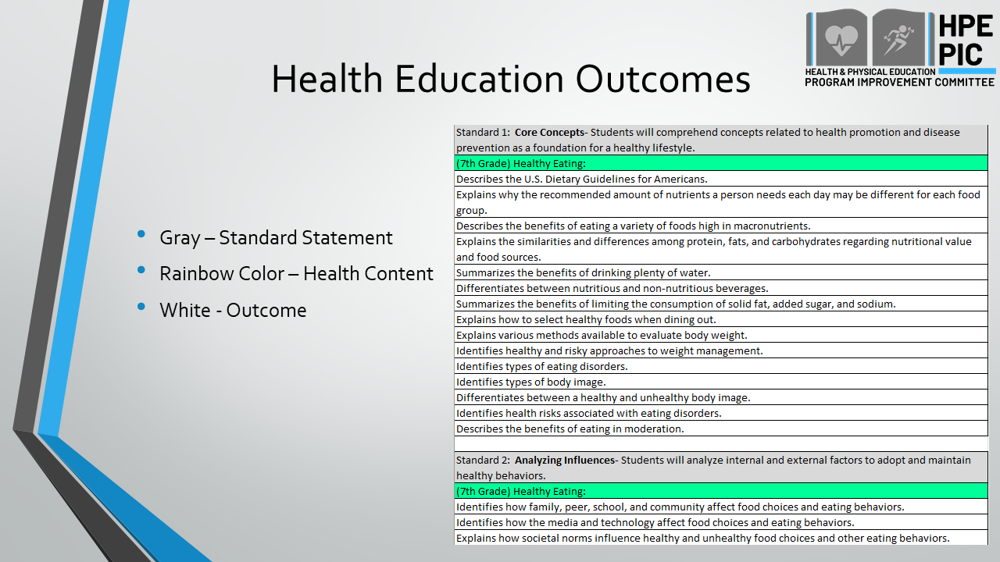 Health Education Outcomes
HPE
PIC
HEALTH & PHYSICAL EDUCATION
PROGRAM IMPROVEMENT COMMITTEE
• Gray – Standard Statement
• Rainbow Color – Health Content
• White - Outcome
Standard 1: Core Concepts- Students will comprehend concepts related to health promotion and disease
prevention as a foundation for a healthy lifestyle.
(7th Grade) Healthy Eating:
Describes the U.S. Dietary Guidelines for Americans.
Explains why the recommended amount of nutrients a person needs each day may be different for each food
group.
Describes the benefits of eating a variety of foods high in macronutrients.
Explains the similarities and differences among protein, fats, and carbohydrates regarding nutritional value
and food sources.
Summarizes the benefits of drinking plenty of water.
Differentiates between nutritious and non-nutritious beverages.
Summarizes the benefits of limiting the consumption of solid fat, added sugar, and sodium.
Explains how to select healthy foods when dining out.
Explains various methods available to evaluate body weight.
Identifies healthy and risky approaches to weight management.
Identifies types of eating disorders.
Identifies types of body image.
Differentiates between a healthy and unhealthy body image.
Identifies health risks associated with eating disorders.
Describes the benefits of eating in moderation.
Standard 2: Analyzing Influences- Students will analyze internal and external factors to adopt and maintain
healthy behaviors.
(7th Grade) Healthy Eating:
Identifies how family, peer, school, and community affect food choices and eating behaviors.
Identifies how the media and technology affect food choices and eating behaviors.
Explains how societal norms influence healthy and unhealthy food choices and other eating behaviors.